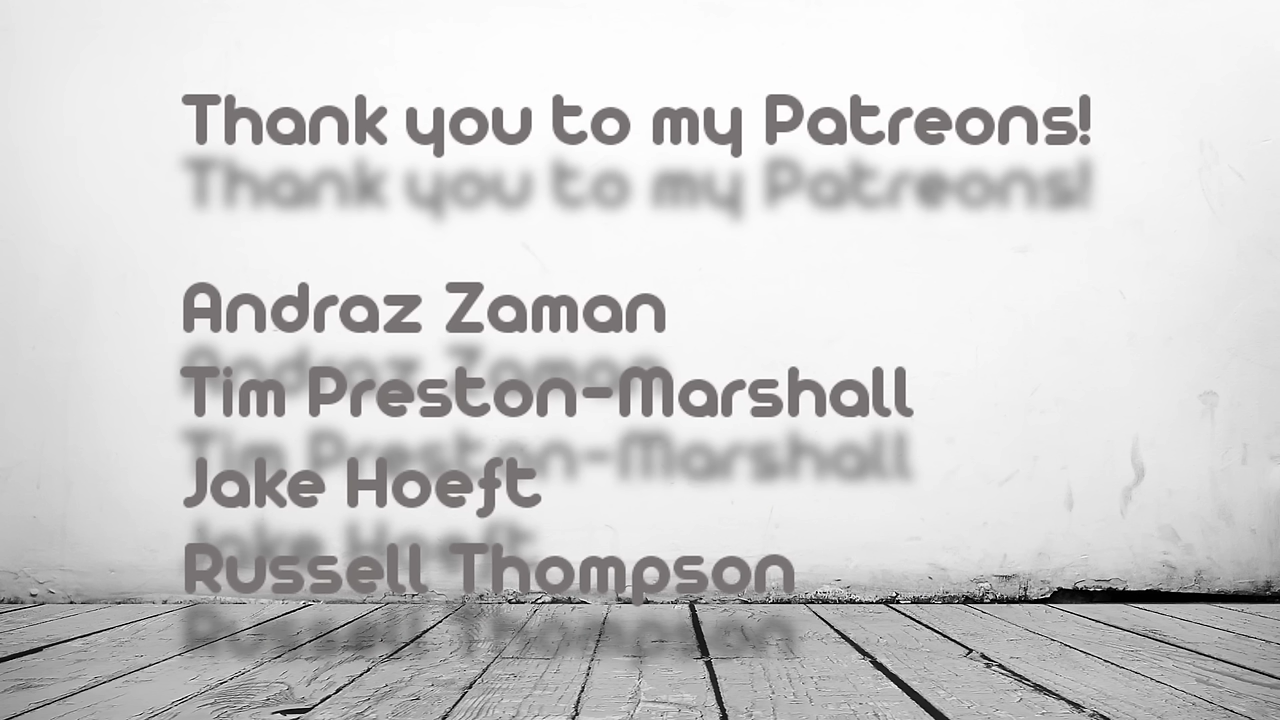 Thank you to my Patreons!
Andraz Zaman
Tim Preston-Marshall
Jake Hoeft
Russell Thompson